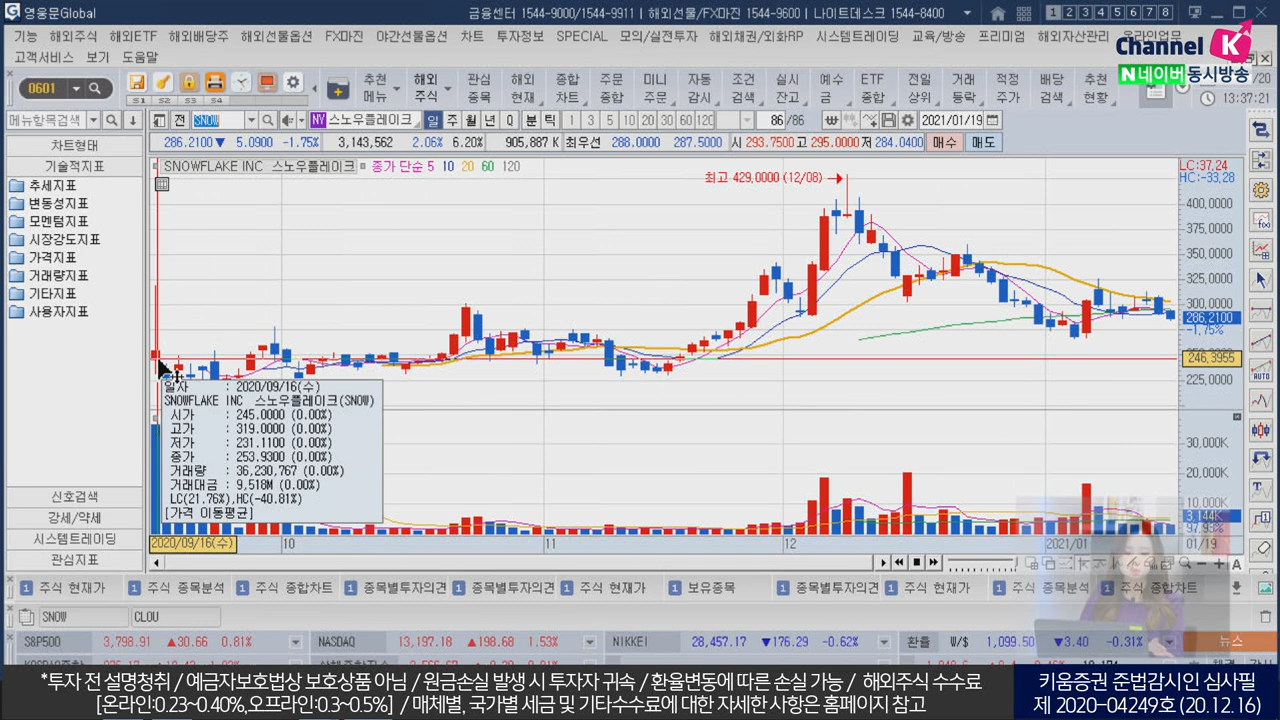 영웅문Global
금융센터 1544-9000/1544-9911 | 해외선물/FX마진 1544-9600 | 나이트데스크 1544-8400
1 2 3 4 5 6 7 8
기능 해외주식 해외ETF 해외배당주 해외선물옵션 FX마진 야간선물옵션 차트 투자정보 SPECIAL 모의/실전투자 해외채권/외화RP 시스템트레이딩 교육/방송 프리미엄 해외자산관리 온라인업무
고객서비스 보기 도움말
Channel K
N네이버동시방송
0601
S1 S2 S3 S4
추천 메뉴
해외 주식
관심 종목
해외 현재
종합 차트
주문 종합
미니 주문
자동 감시
조건 검색
실시 잔고
예수 금
ETF 종합
전일 상위
거래 등락
적정 주가
배당 검색
추천 현황
13:37:21
메뉴항목검색
전 SNOW NY 스노우플레이크 일 주 월 년 Q 분 1 3 5 10 20 30 60 120 86 /86 2021/01/19
286.2100 ▼ 5.0900 -1.75% 3,143,562 2.06% 6.20% 905,887 K 최우선 288.0000 287.5000 시 293.7500 고 295.0000 저 284.0400 매수 매도
차트형태
기술적지표
추세지표
변동성지표
모멘텀지표
시장강도지표
가격지표
거래량지표
기타지표
사용자지표
신호검색
강세/약세
시스템트레이딩
관심지표
SNOWFLAKE INC 스노우플레이크 종가 단순 5 10 20 60 120
LC:37.24
HC:-33.28
최고 429.0000 (12/08)
400.0000
375.0000
350.0000
325.0000
300.0000
286.2100
-1.75%
246.3955
225.0000
일자 : 2020/09/16(수)
SNOWFLAKE INC 스노우플레이크(SNOW)
시가 : 245.0000 (0.00%)
고가 : 319.0000 (0.00%)
저가 : 231.1100 (0.00%)
종가 : 253.9300 (0.00%)
거래량 : 36,230,767 (0.00%)
거래대금 : 9.518M (0.00%)
LC(21.76%),HC(-40.81%)
[가격 이동평균]
30,000K
20,000K
10,000K
3,144K
97.93%
2020/09/16(수) 10 11 12 2021/01 01/19
AUTO
1 주식 현재가 1 주식 종목분석 1 주식 종합차트 1 종목별투자의견 1 종목별투자의견 1 주식 현재가 1 보유종목 1 종목별투자의견 1 주식 현재가 1 주식 종목분석 1 주식 종합차트
SNOW CLOU
S&P500 3,798.91 ▲30.66 0.81% NASDAQ 13,197.18 ▲198.68 1.53% NIKKEI 28,457.17 ▼176.29 -0.62% 환율 W/$ 1,099.50 ▼3.40 -0.31% 뉴스
*투자 전 설명청취 / 예금자보호법상 보호상품 아님 / 원금손실 발생 시 투자자 귀속 / 환율변동에 따른 손실 가능 / 해외주식 수수료
[온라인:0.23~0.40%,오프라인:0.3~0.5%] / 매체별, 국가별 세금 및 기타수수료에 대한 자세한 사항은 홈페이지 참고
키움증권 준법감시인 심사필
제 2020-04249호 (20.12.16)